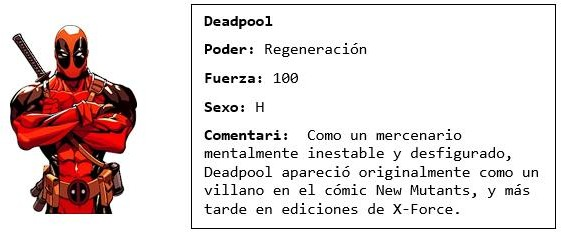 Deadpool
Poder: Regeneración
Fuerza: 100
Sexo: H
Comentari: Como un mercenario
mentalmente inestable y desfigurado,
Deadpool apareció originalmente como un
villano en el cómic New Mutants, y más
tarde en ediciones de X-Force.